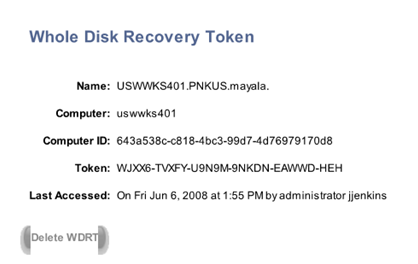 Whole Disk Recovery Token
Name: USWWKS401.PNKUS.mayala.
Computer: uswwks401
Computer ID: 643a538c-c818-4bc3-99d7-4d76979170d8
Token: WJXX6-TVXFY-U9N9M-9NKDN-EAWWD-HEH
Last Accessed: On Fri Jun 6, 2008 at 1:55 PM by administrator jjenkins
Delete WDRT